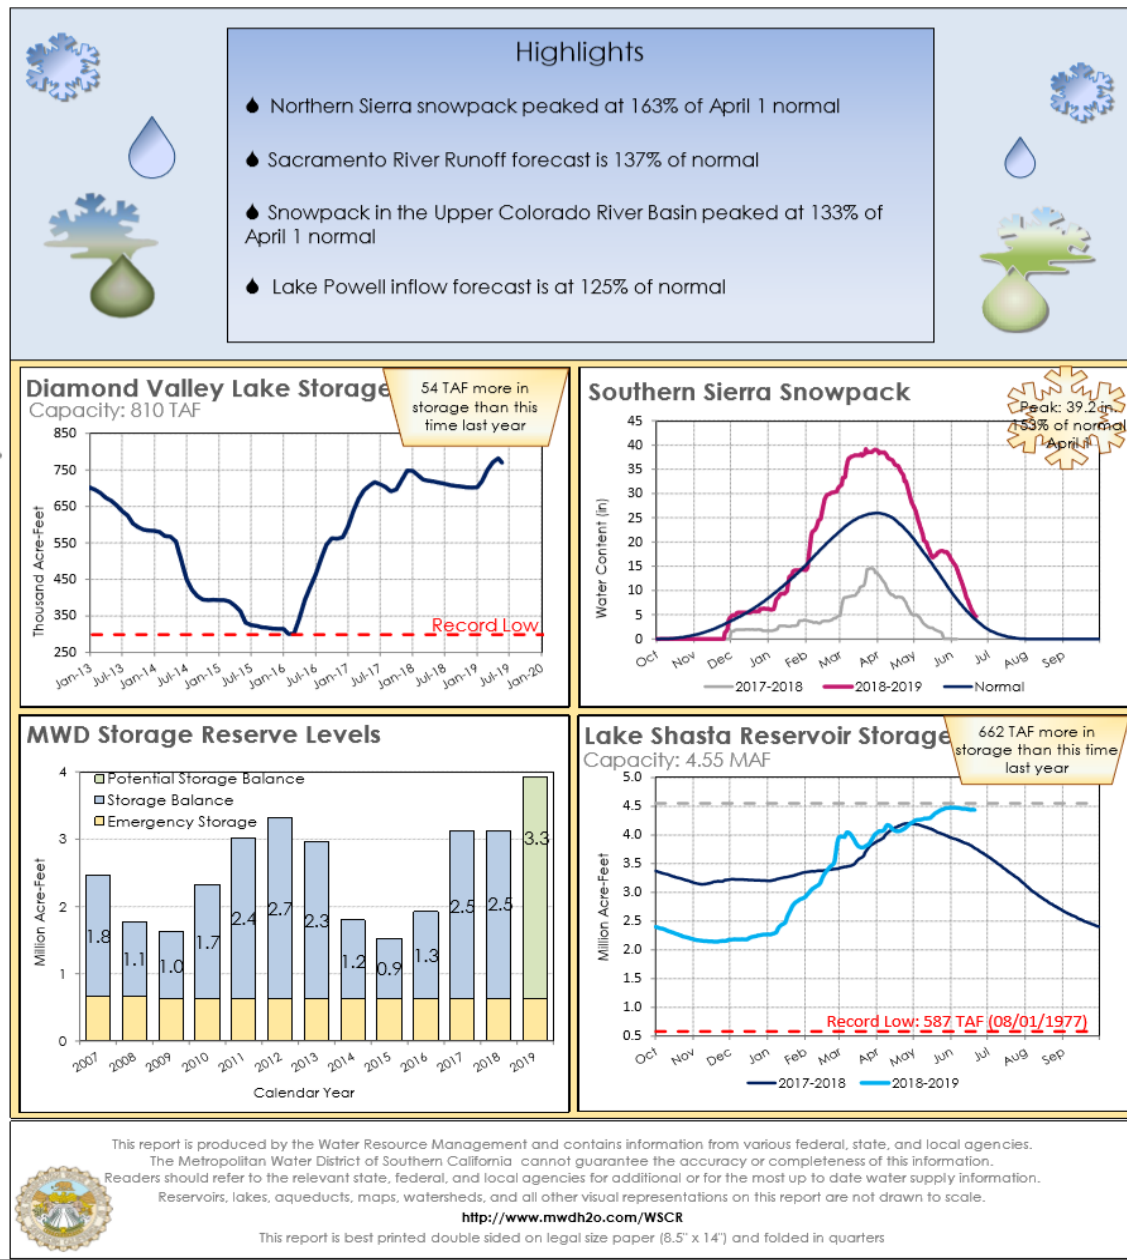 Highlights
Northern Sierra snowpack peaked at 163% of April 1 normal
Sacramento River Runoff forecast is 137% of normal
Snowpack in the Upper Colorado River Basin peaked at 133% of
April 1 normal
Lake Powell inflow forecast is at 125% of normal
Diamond Valley Lake Storage
Capacity: 810 TAF
54 TAF more in
storage than this
time last year
Thousand Acre-Feet
850
750
650
550
450
350
250
Record Low
Jan-13
Jul-13
Jan-14
Jul-14
Jan-15
Jul-15
Jan-16
Jul-16
Jan-17
Jul-17
Jan-18
Jul-18
Jan-19
Jul-19
Jan-20
Southern Sierra Snowpack
Peak: 39.2 in.
153% of normal
April 1
Water Content (in)
45
40
35
30
25
20
15
10
5
0
Oct
Nov
Dec
Jan
Feb
Mar
Apr
May
Jun
Jul
Aug
Sep
2017-2018
2018-2019
Normal
MWD Storage Reserve Levels
Potential Storage Balance
Storage Balance
Emergency Storage
Million Acre-Feet
4
3
2
1
0
1.8
1.1
1.0
1.7
2.4
2.7
2.3
1.2
0.9
1.3
2.5
2.5
3.3
2007
2008
2009
2010
2011
2012
2013
2014
2015
2016
2017
2018
2019
Calendar Year
Lake Shasta Reservoir Storage
Capacity: 4.55 MAF
662 TAF more in
storage than this time
last year
Million Acre-Feet
5.0
4.5
4.0
3.5
3.0
2.5
2.0
1.5
1.0
0.5
Record Low: 587 TAF (08/01/1977)
Oct
Nov
Dec
Jan
Feb
Mar
Apr
May
Jun
Jul
Aug
Sep
2017-2018
2018-2019
This report is produced by the Water Resource Management and contains information from various federal, state, and local agencies.
The Metropolitan Water District of Southern California cannot guarantee the accuracy or completeness of this information.
Readers should refer to the relevant state, federal, and local agencies for additional or for the most up to date water supply information.
Reservoirs, lakes, aqueducts, maps, watersheds, and all other visual representations on this report are not drawn to scale.
http://www.mwdh2o.com/WSCR
This report is best printed double sided on legal size paper (8.5" x 14") and folded in quarters